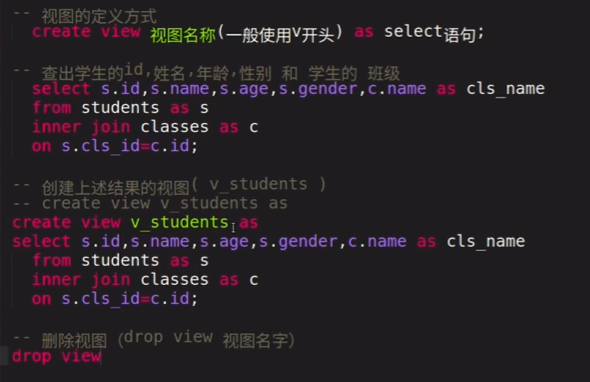 -- 视图的定义方式
create view 视图名称(一般使用v开头) as select语句;
-- 查出学生的id,姓名,年龄,性别 和 学生的 班级
select s.id,s.name,s.age,s.gender,c.name as cls_name
from students as s
inner join classes as c
on s.cls_id=c.id;
-- 创建上述结果的视图( v_students )
-- create view v_students as
create view v_students as
select s.id,s.name,s.age,s.gender,c.name as cls_name
from students as s
inner join classes as c
on s.cls_id=c.id;
-- 删除视图（drop view 视图名字）
drop view